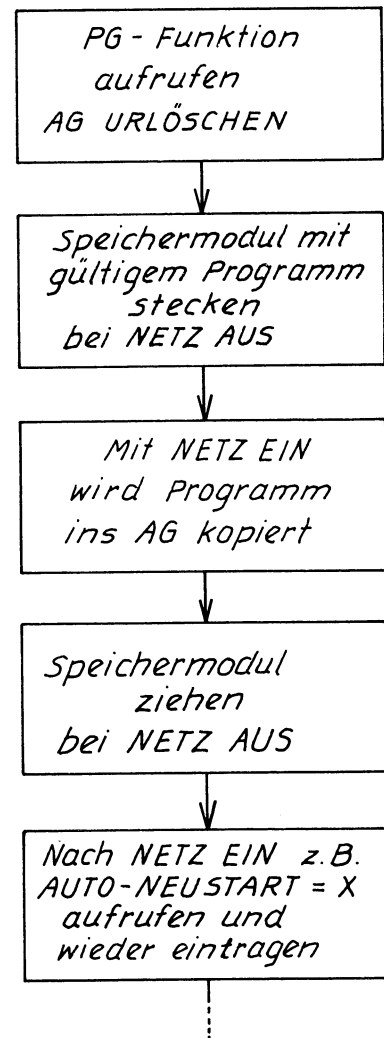 PG - Funktion
aufrufen
AG URLÖSCHEN
Speichermodul mit
gültigem Programm
stecken
bei NETZ AUS
Mit NETZ EIN
wird Programm
ins AG kopiert
Speichermodul
ziehen
bei NETZ AUS
Nach NETZ EIN z.B.
AUTO-NEUSTART = X
aufrufen und
wieder eintragen